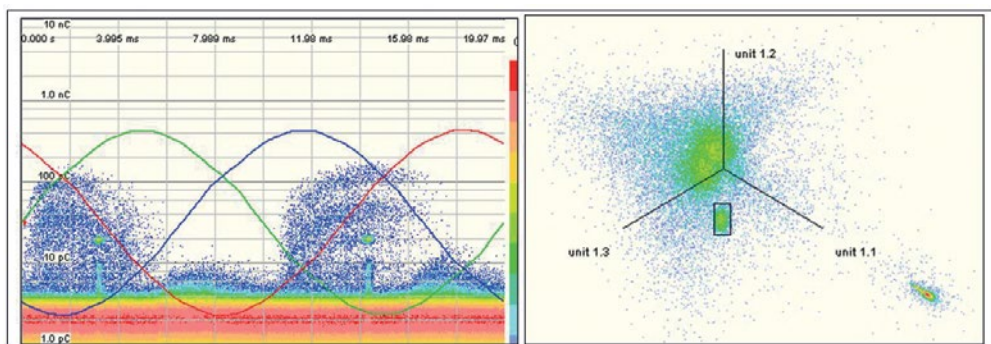 10 nC
0.000 s 3.995 ms 7.989 ms 11.98 ms 15.98 ms 19.97 ms
1.0 nC
100 pC
10 pC
1.0 pC
unit 1.2
unit 1.3
unit 1.1